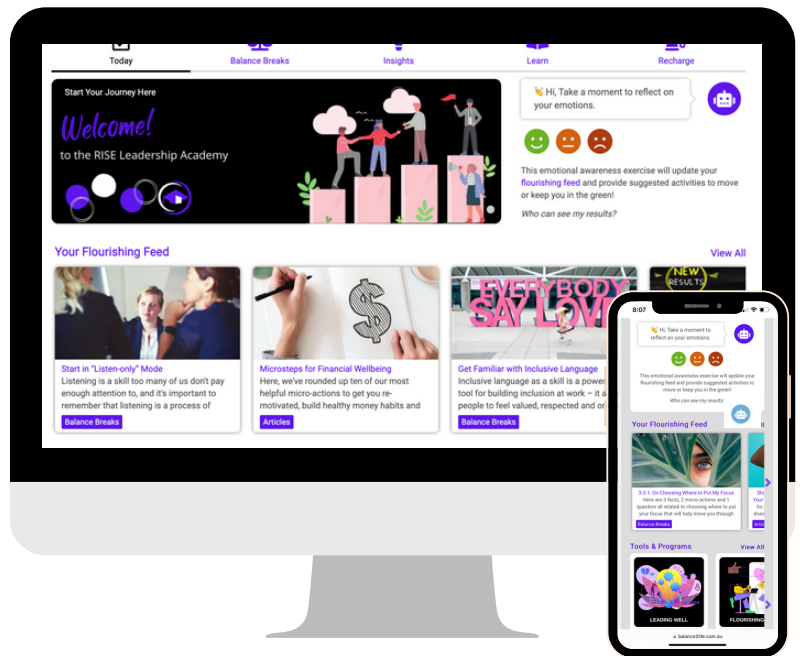 Today
Balance Breaks
Insights
Learn
Recharge
Start Your Journey Here
Welcome!
to the RISE Leadership Academy
👋 Hi, Take a moment to reflect on
your emotions.
This emotional awareness exercise will update your
flourishing feed and provide suggested activities to move
or keep you in the green!
Who can see my results?
Your Flourishing Feed
View All
Start in "Listen-only" Mode
Listening is a skill too many of us don't pay
enough attention to, and it's important to
remember that listening is a process of
Balance Breaks
$
Microsteps for Financial Wellbeing
Here, we've rounded up ten of our most
helpful micro-actions to get you re-
motivated, build healthy money habits and
Articles
EVERYBODY
SAY LOVE
Get Familiar with Inclusive Language
Inclusive language as a skill is a power
tool for building inclusion at work – it a
people to feel valued, respected and or
Balance Breaks
NEW
RESULTS
8:07
👋 Hi, Take a moment to
reflect on your emotions.
This emotional awareness exercise will update your
flourishing feed and provide suggested activities to
move or keep you in the green!
Who can see my results
Your Flourishing Feed
3-2-1: On Choosing Where to Put My Focus
Here are 3 facts, 2 micro-actions and 1
question all related to choosing where to put
your focus that will help move you through
Balance Breaks
Your
Do
Tools & Programs
View All
LEADING WELL
FLOURISHING
balance2life.com.au